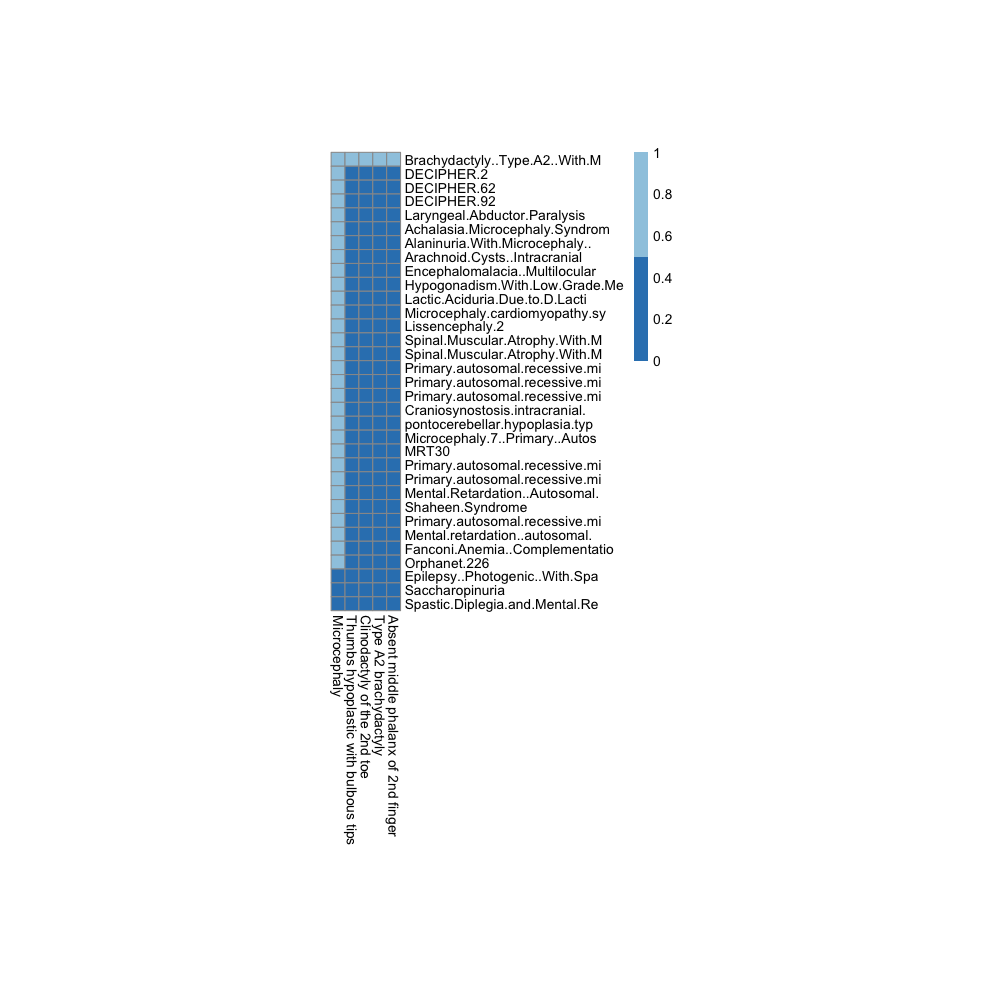 Brachydactyly..Type.A2..With.M
DECIPHER.2
DECIPHER.62
DECIPHER.92
Laryngeal.Abductor.Paralysis
Achalasia.Microcephaly.Syndrom
Alaninuria.With.Microcephaly..
Arachnoid.Cysts..Intracranial
Encephalomalacia..Multilocular
Hypogonadism.With.Low.Grade.Me
Lactic.Aciduria.Due.to.D.Lacti
Microcephaly.cardiomyopathy.sy
Lissencephaly.2
Spinal.Muscular.Atrophy.With.M
Spinal.Muscular.Atrophy.With.M
Primary.autosomal.recessive.mi
Primary.autosomal.recessive.mi
Primary.autosomal.recessive.mi
Craniosynostosis.intracranial.
pontocerebellar.hypoplasia.typ
Microcephaly.7..Primary..Autos
MRT30
Primary.autosomal.recessive.mi
Primary.autosomal.recessive.mi
Mental.Retardation..Autosomal.
Shaheen.Syndrome
Primary.autosomal.recessive.mi
Mental.retardation..autosomal.
Fanconi.Anemia..Complementatio
Orphanet.226
Epilepsy..Photogenic..With.Spa
Saccharopinuria
Spastic.Diplegia.and.Mental.Re
1
0.8
0.6
0.4
0.2
0
Microcephaly
Thumbs hypoplastic with bulbous tips
Clinodactyly of the 2nd toe
Type A2 brachydactyly
Absent middle phalanx of 2nd finger